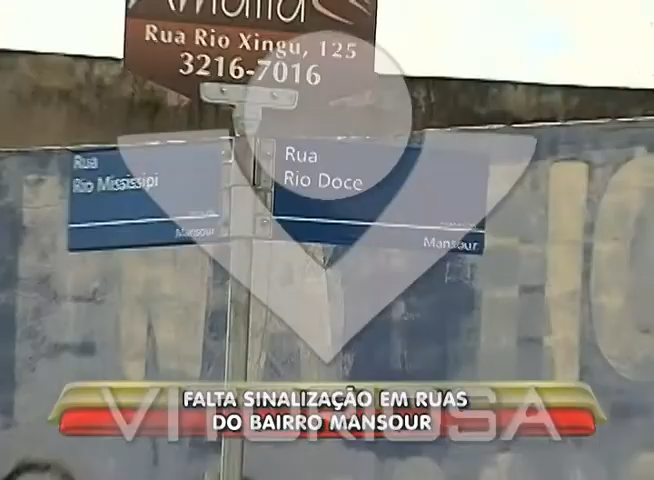 Amália
Rua Rio Xingu, 125
3216-7016
Rua
Rio Mississipi
Mansour
Rua
Rio Doce
Mansour
FALTA SINALIZAÇÃO EM RUAS
DO BAIRRO MANSOUR
VITORIOSA